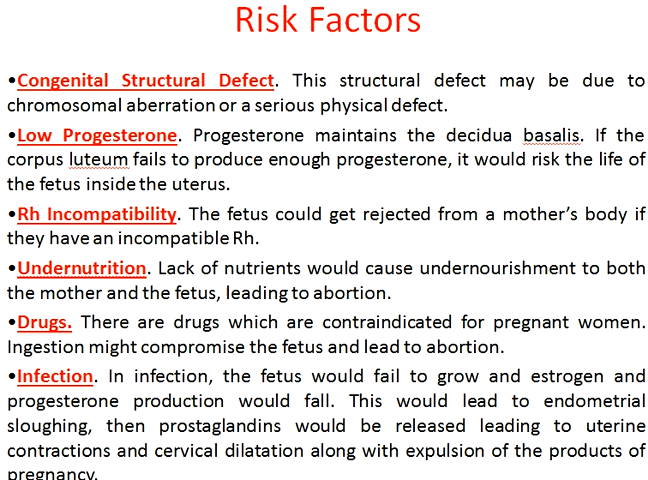 Risk Factors
•Congenital Structural Defect. This structural defect may be due to
chromosomal aberration or a serious physical defect.
•Low Progesterone. Progesterone maintains the decidua basalis. If the
corpus luteum fails to produce enough progesterone, it would risk the life of
the fetus inside the uterus.
•Rh Incompatibility. The fetus could get rejected from a mother’s body if
they have an incompatible Rh.
•Undernutrition. Lack of nutrients would cause undernourishment to both
the mother and the fetus, leading to abortion.
•Drugs. There are drugs which are contraindicated for pregnant women.
Ingestion might compromise the fetus and lead to abortion.
•Infection. In infection, the fetus would fail to grow and estrogen and
progesterone production would fall. This would lead to endometrial
sloughing, then prostaglandins would be released leading to uterine
contractions and cervical dilatation along with expulsion of the products of
pregnancy.